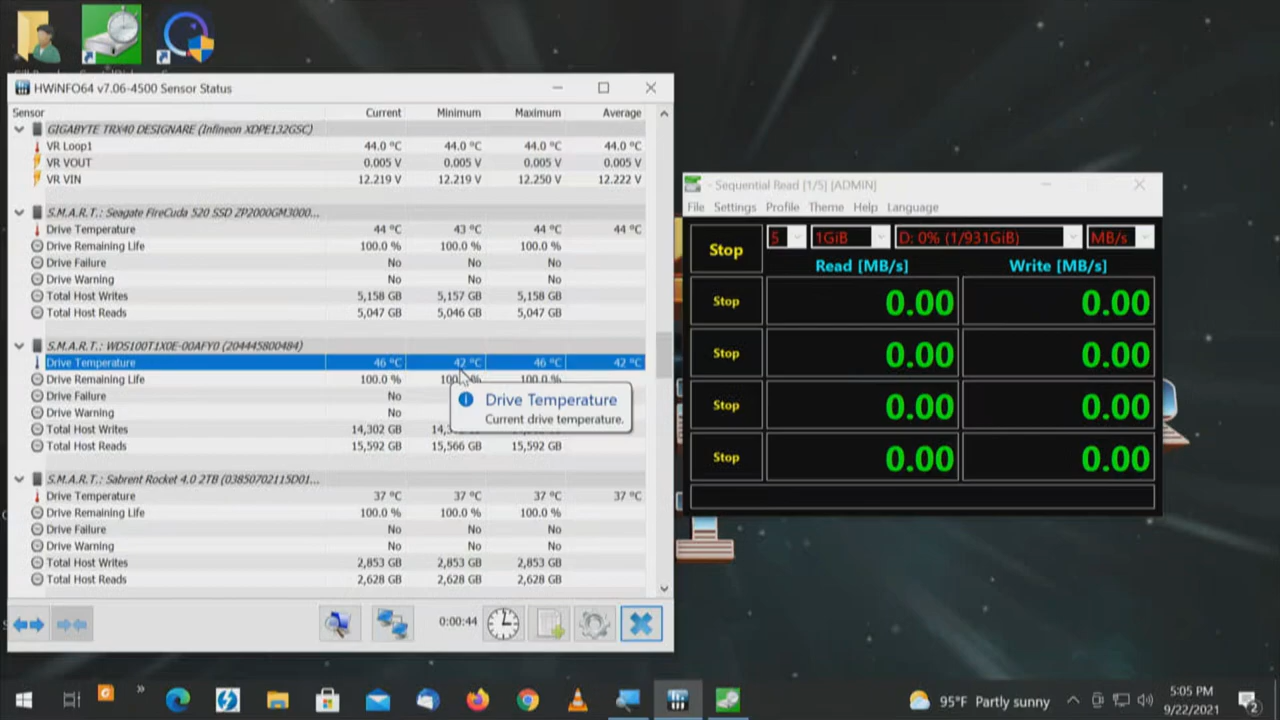 HWiNFO64 v7.06-4500 Sensor Status
Sensor Current Minimum Maximum Average
GIGABYTE TRX40 DESIGNARE (Infineon XDPE132GSC)
VR Loop1 44.0 °C 44.0 °C 44.0 °C 44.0 °C
VR VOUT 0.005 V 0.005 V 0.005 V 0.005 V
VR VIN 12.219 V 12.219 V 12.250 V 12.222 V
S.M.A.R.T.: Seagate FireCuda 520 SSD ZP2000GM3000...
Drive Temperature 44 °C 43 °C 44 °C 44 °C
Drive Remaining Life 100.0 % 100.0 % 100.0 %
Drive Failure No No No
Drive Warning No No No
Total Host Writes 5,158 GB 5,157 GB 5,158 GB
Total Host Reads 5,047 GB 5,046 GB 5,047 GB
S.M.A.R.T.: WDS100T1X0E-00AFY0 (204445800484)
Drive Temperature 46 °C 42 °C 46 °C 42 °C
Drive Remaining Life 100.0 % 100.0 % 100.0 %
Drive Failure No
Drive Warning No
Total Host Writes 14,302 GB
Total Host Reads 15,592 GB 15,566 GB 15,592 GB
Drive Temperature
Current drive temperature.
S.M.A.R.T.: Sabrent Rocket 4.0 2TB (03850702115D01...
Drive Temperature 37 °C 37 °C 37 °C 37 °C
Drive Remaining Life 100.0 % 100.0 % 100.0 %
Drive Failure No No No
Drive Warning No No No
Total Host Writes 2,853 GB 2,853 GB 2,853 GB
Total Host Reads 2,628 GB 2,628 GB 2,628 GB
0:00:44
- Sequential Read [1/5] [ADMIN]
File Settings Profile Theme Help Language
Stop 5 1GiB D: 0% (1/931GiB) MB/s
Read [MB/s] Write [MB/s]
Stop 0.00 0.00
Stop 0.00 0.00
Stop 0.00 0.00
Stop 0.00 0.00
95°F Partly sunny
5:05 PM
9/22/2021
2